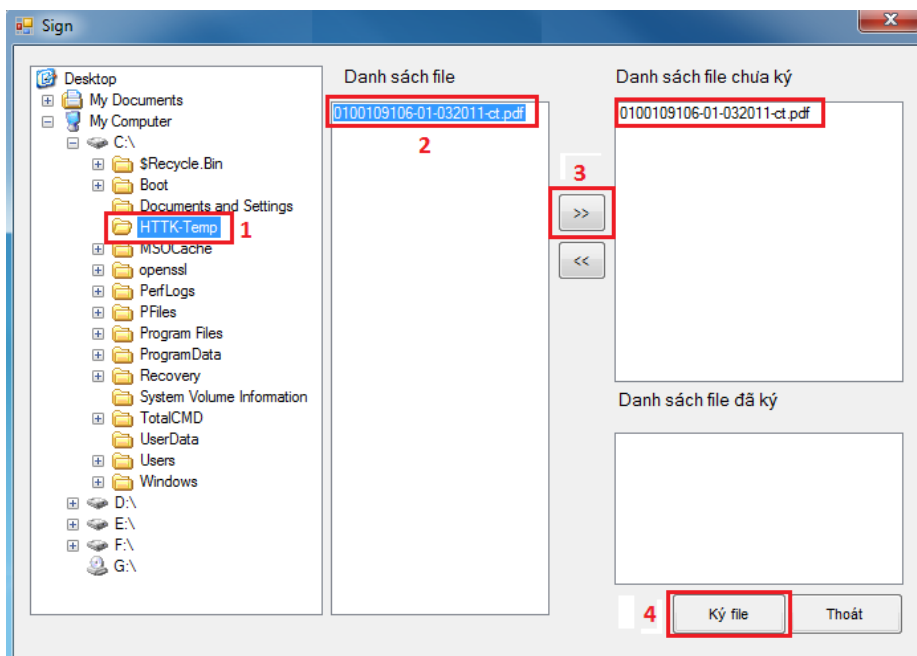 Sign
Desktop
My Documents
My Computer
C:\
$Recycle.Bin
Boot
Documents and Settings
HTTK-Temp
1
MSOCache
openssl
PerfLogs
PFiles
Program Files
ProgramData
Recovery
System Volume Information
TotalCMD
UserData
Users
Windows
D:\
E:\
F:\
G:\
Danh sách file
0100109106-01-032011-ct.pdf
2
3
>>
<<
Danh sách file chưa ký
0100109106-01-032011-ct.pdf
Danh sách file đã ký
4
Ký file
Thoát